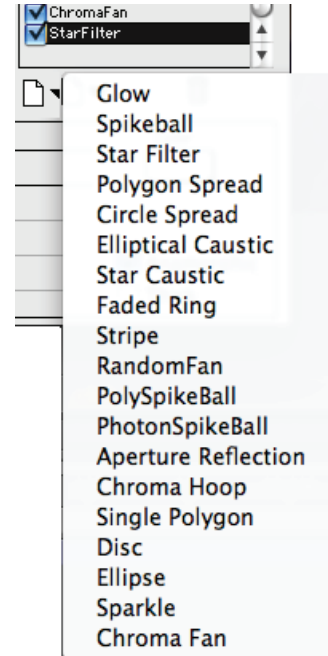 ChromaFan
StarFilter
Glow
Spikeball
Star Filter
Polygon Spread
Circle Spread
Elliptical Caustic
Star Caustic
Faded Ring
Stripe
RandomFan
PolySpikeBall
PhotonSpikeBall
Aperture Reflection
Chroma Hoop
Single Polygon
Disc
Ellipse
Sparkle
Chroma Fan